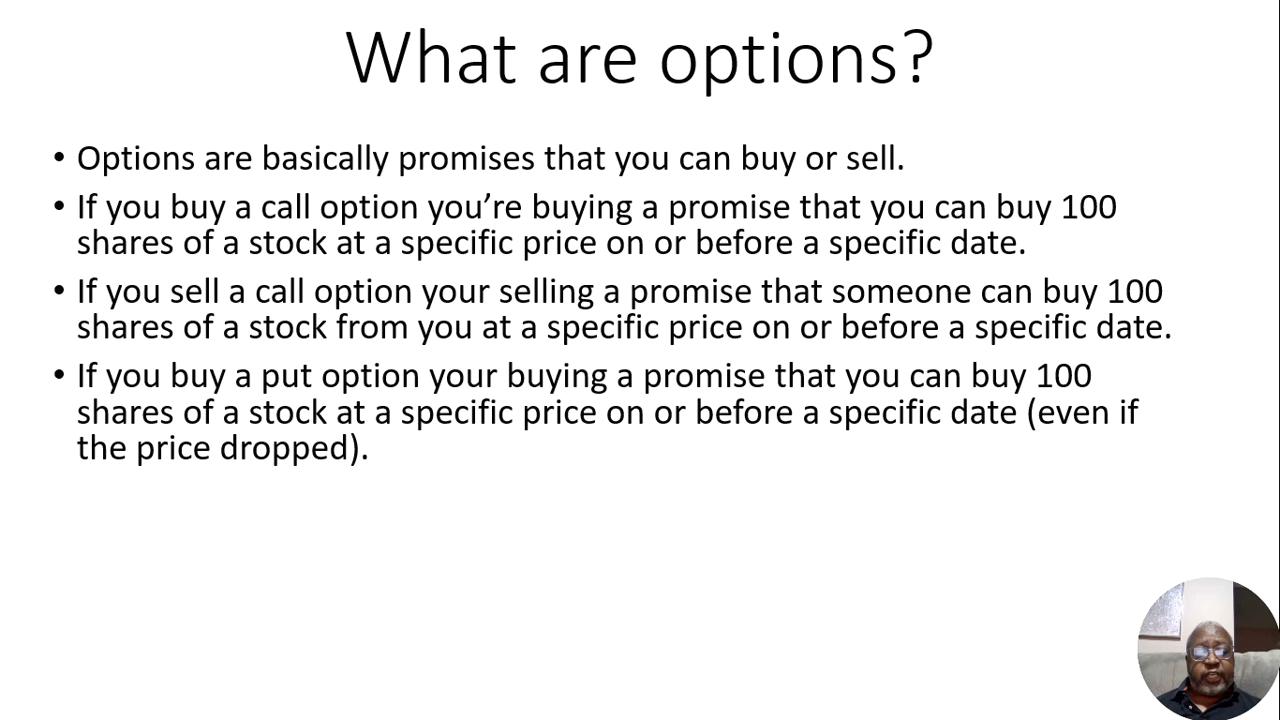 What are options?
• Options are basically promises that you can buy or sell.
• If you buy a call option you’re buying a promise that you can buy 100
shares of a stock at a specific price on or before a specific date.
• If you sell a call option your selling a promise that someone can buy 100
shares of a stock from you at a specific price on or before a specific date.
• If you buy a put option your buying a promise that you can buy 100
shares of a stock at a specific price on or before a specific date (even if
the price dropped).